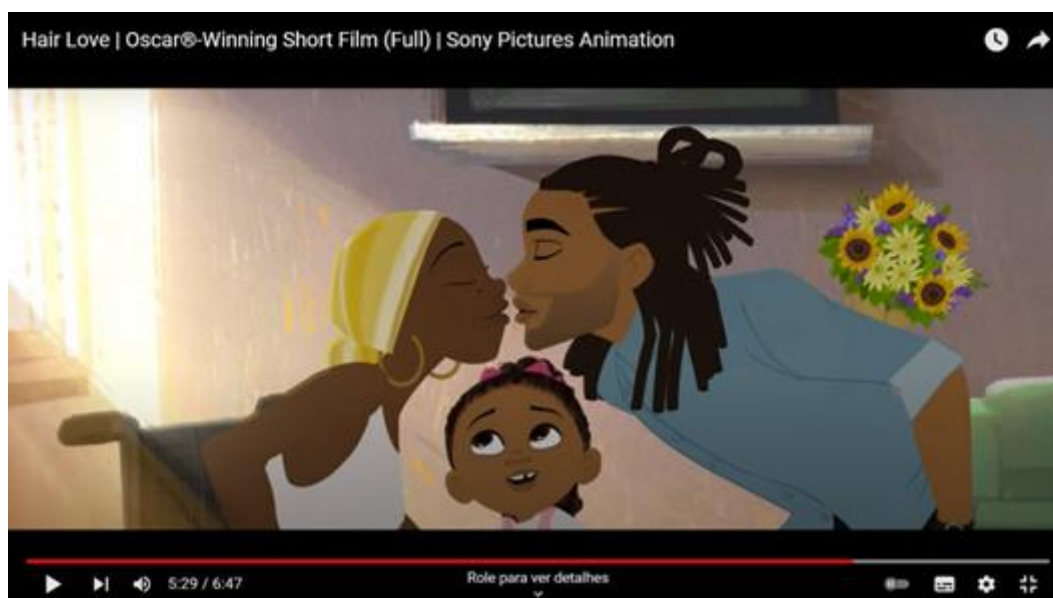 Hair Love | Oscar®-Winning Short Film (Full) | Sony Pictures Animation
5:29 / 6:47
Role para ver detalhes